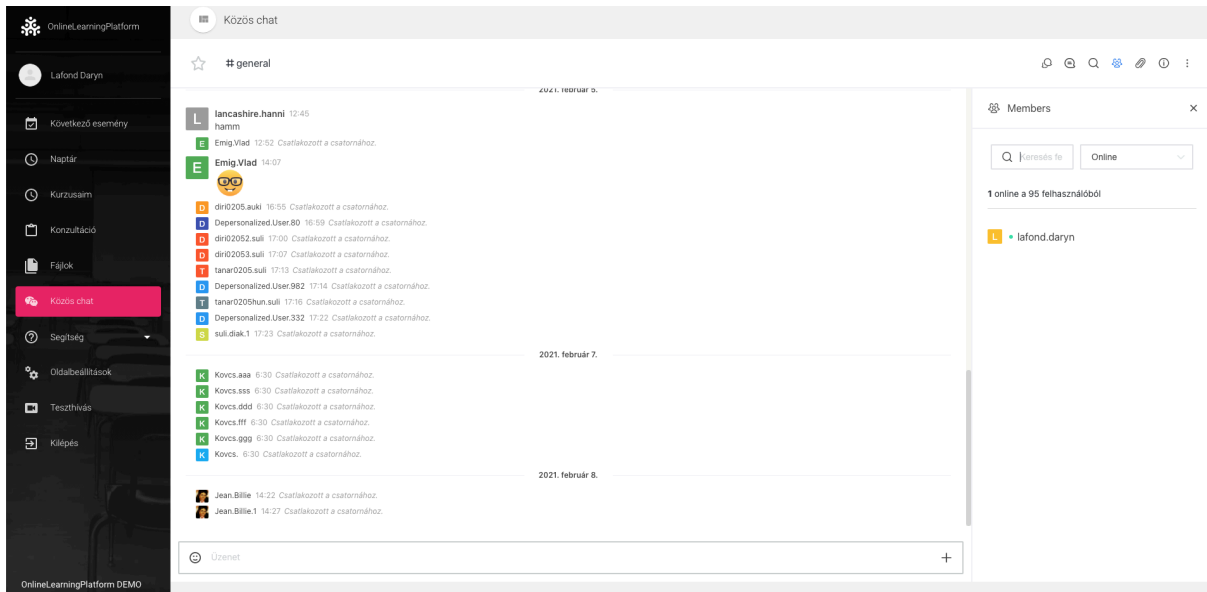 OnlineLearningPlatform
Lafond Daryn
Következő esemény
Naptár
Kurzusaim
Konzultáció
Fájlok
Közös chat
Segítség
Oldalbeállítások
Teszthívás
Kilépés
OnlineLearningPlatform DEMO
Közös chat
# general
2021. február 5.
L lancashire.hanni 12:45
hamm
E Emig.Vlad 12:52 Csatlakozott a csatornához.
E Emig.Vlad 14:07
D diri0205.auki 16:55 Csatlakozott a csatornához.
D Depersonalized.User.80 16:59 Csatlakozott a csatornához.
D diri02052.suli 17:00 Csatlakozott a csatornához.
D diri02053.suli 17:07 Csatlakozott a csatornához.
T tanar0205.suli 17:13 Csatlakozott a csatornához.
D Depersonalized.User.982 17:14 Csatlakozott a csatornához.
T tanar0205hun.suli 17:16 Csatlakozott a csatornához.
D Depersonalized.User.332 17:22 Csatlakozott a csatornához.
S suli.diak.1 17:23 Csatlakozott a csatornához.
2021. február 7.
K Kovcs.aaa 6:30 Csatlakozott a csatornához.
K Kovcs.sss 6:30 Csatlakozott a csatornához.
K Kovcs.ddd 6:30 Csatlakozott a csatornához.
K Kovcs.fff 6:30 Csatlakozott a csatornához.
K Kovcs.ggg 6:30 Csatlakozott a csatornához.
K Kovcs. 6:30 Csatlakozott a csatornához.
2021. február 8.
Jean.Billie 14:22 Csatlakozott a csatornához.
Jean.Billie.1 14:27 Csatlakozott a csatornához.
Üzenet
Members
Keresés fe
Online
1 online a 95 felhasználóból
L lafond.daryn